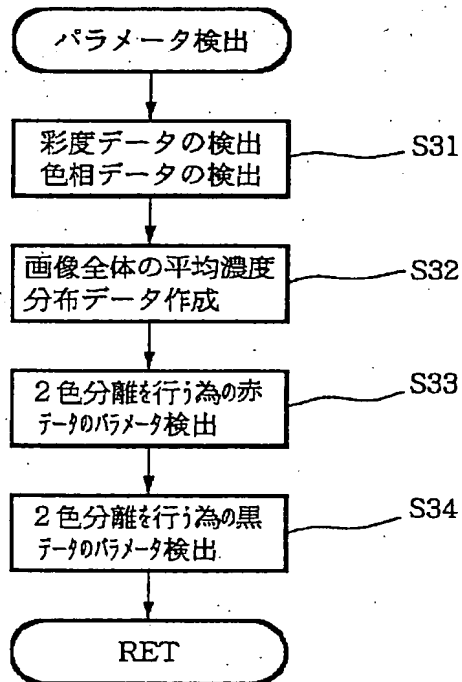 パラメータ検出
彩度データの検出
色相データの検出
S31
画像全体の平均濃度
分布データ作成
S32
2色分離を行う為の赤
データのパラメータ検出
S33
2色分離を行う為の黒
データのパラメータ検出
S34
RET